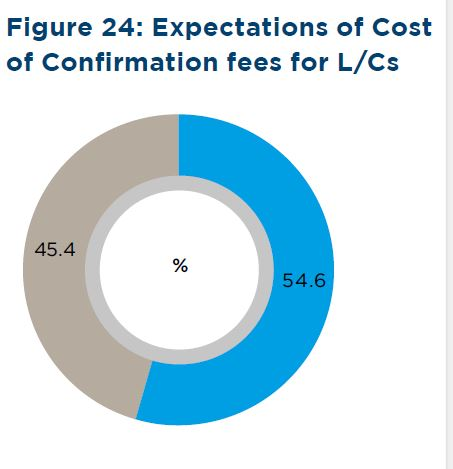 Figure 24: Expectations of Cost
of Confirmation fees for L/Cs
45.4
%
54.6